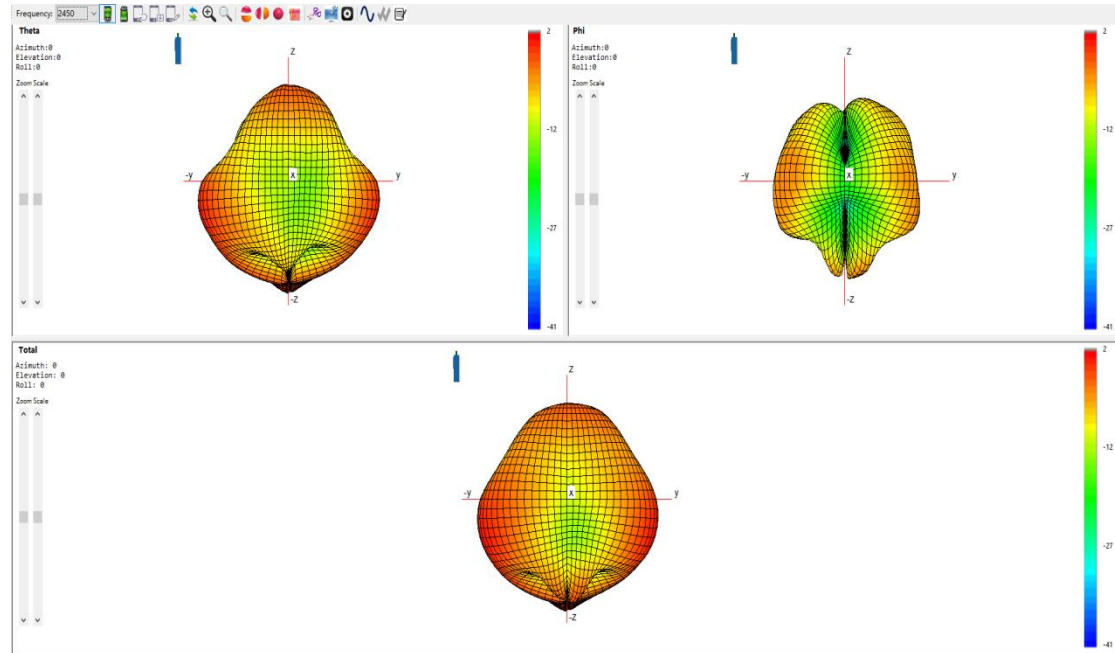 Frequency: 2450
Theta
Azimuth:0
Elevation:0
Roll:0
Zoom Scale
Z
-y
X
y
-Z
2
-12
-27
-41
Phi
Azimuth:0
Elevation:0
Roll:0
Zoom Scale
Z
-y
X
y
-Z
2
-12
-27
-41
Total
Azimuth: 0
Elevation: 0
Roll: 0
Zoom Scale
Z
-y
X
y
-Z
2
-12
-27
-41